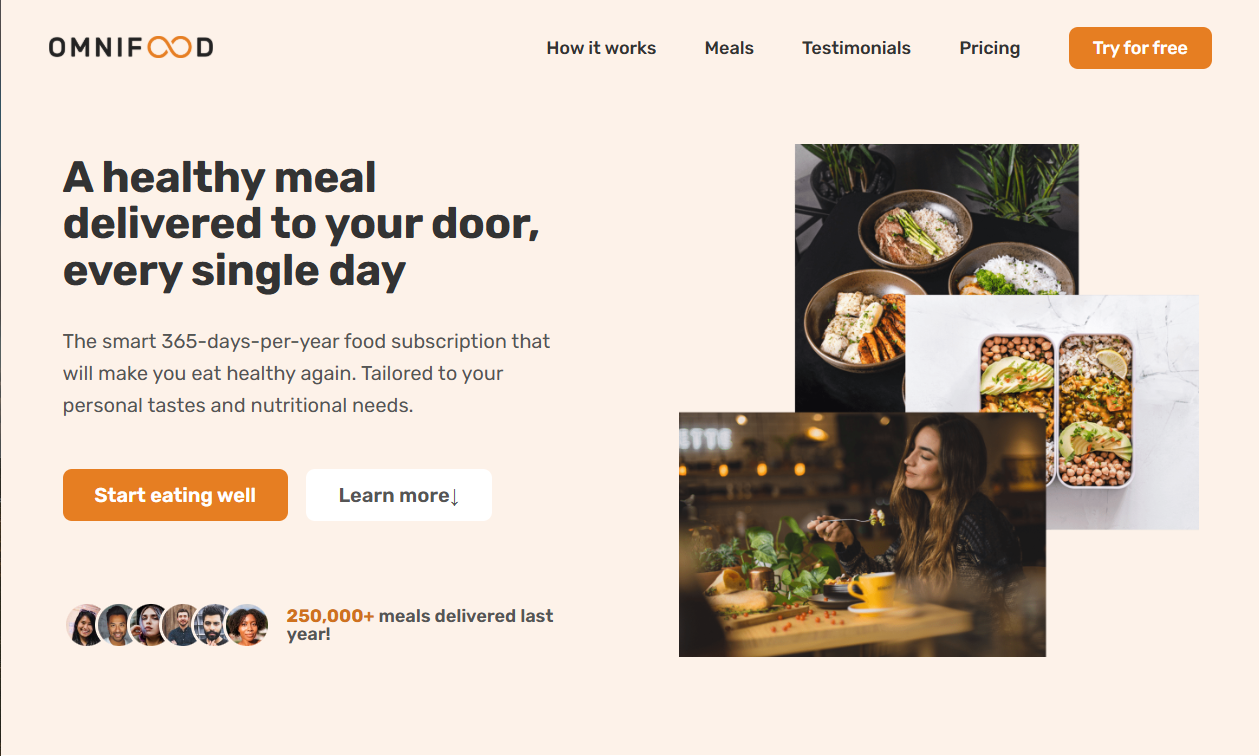 OMNIFOOD
How it works Meals Testimonials Pricing Try for free
A healthy meal
delivered to your door,
every single day
The smart 365-days-per-year food subscription that
will make you eat healthy again. Tailored to your
personal tastes and nutritional needs.
Start eating well Learn more↓
250,000+ meals delivered last
year!